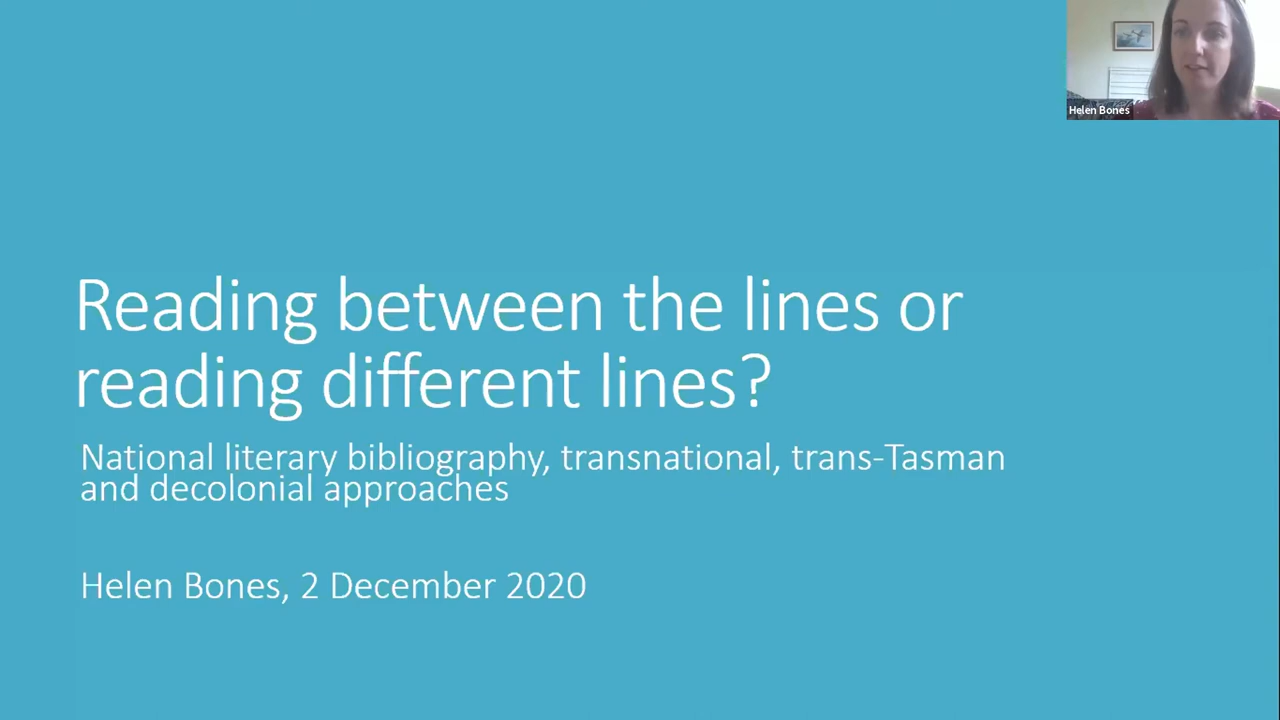 Helen Bones
Reading between the lines or
reading different lines?
National literary bibliography, transnational, trans-Tasman
and decolonial approaches
Helen Bones, 2 December 2020